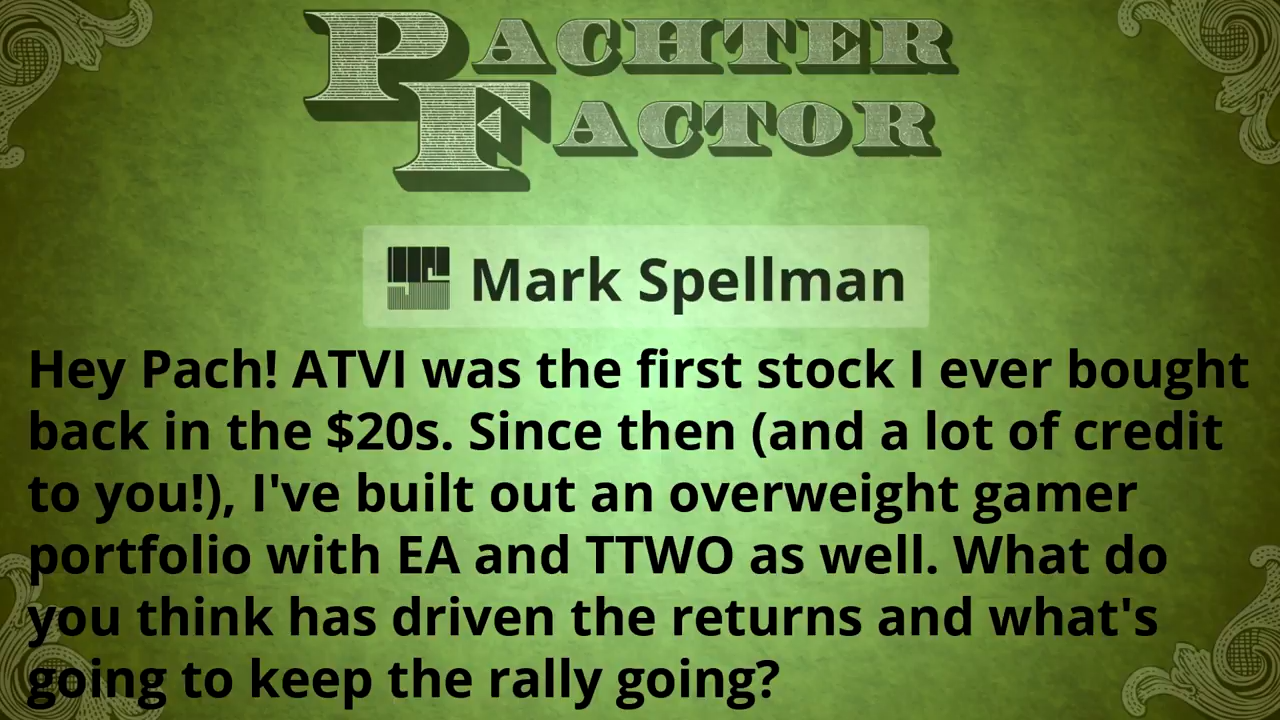 PACHTER
FACTOR
Mark Spellman
Hey Pach! ATVI was the first stock I ever bought
back in the $20s. Since then (and a lot of credit
to you!), I've built out an overweight gamer
portfolio with EA and TTWO as well. What do
you think has driven the returns and what's
going to keep the rally going?